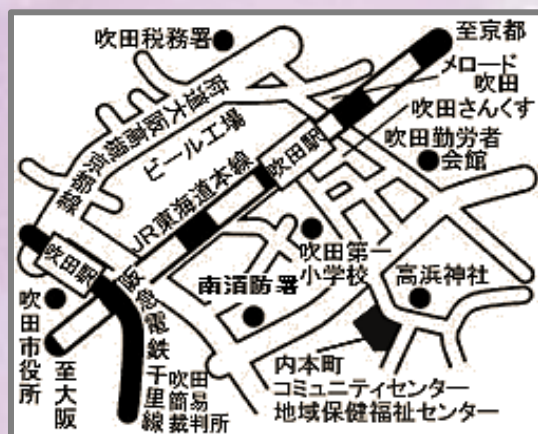 吹田税務署
至京都
メロード
吹田
吹田さんくす
吹田勤労者
会館
府道大阪高槻京都線
ビール工場
吹田駅
JR東海道本線
吹田駅
吹田第一
小学校
高浜神社
南消防署
吹田市役所
至大阪
阪急電鉄千里線
吹田
簡易
裁判所
内本町
コミュニティセンター
地域保健福祉センター